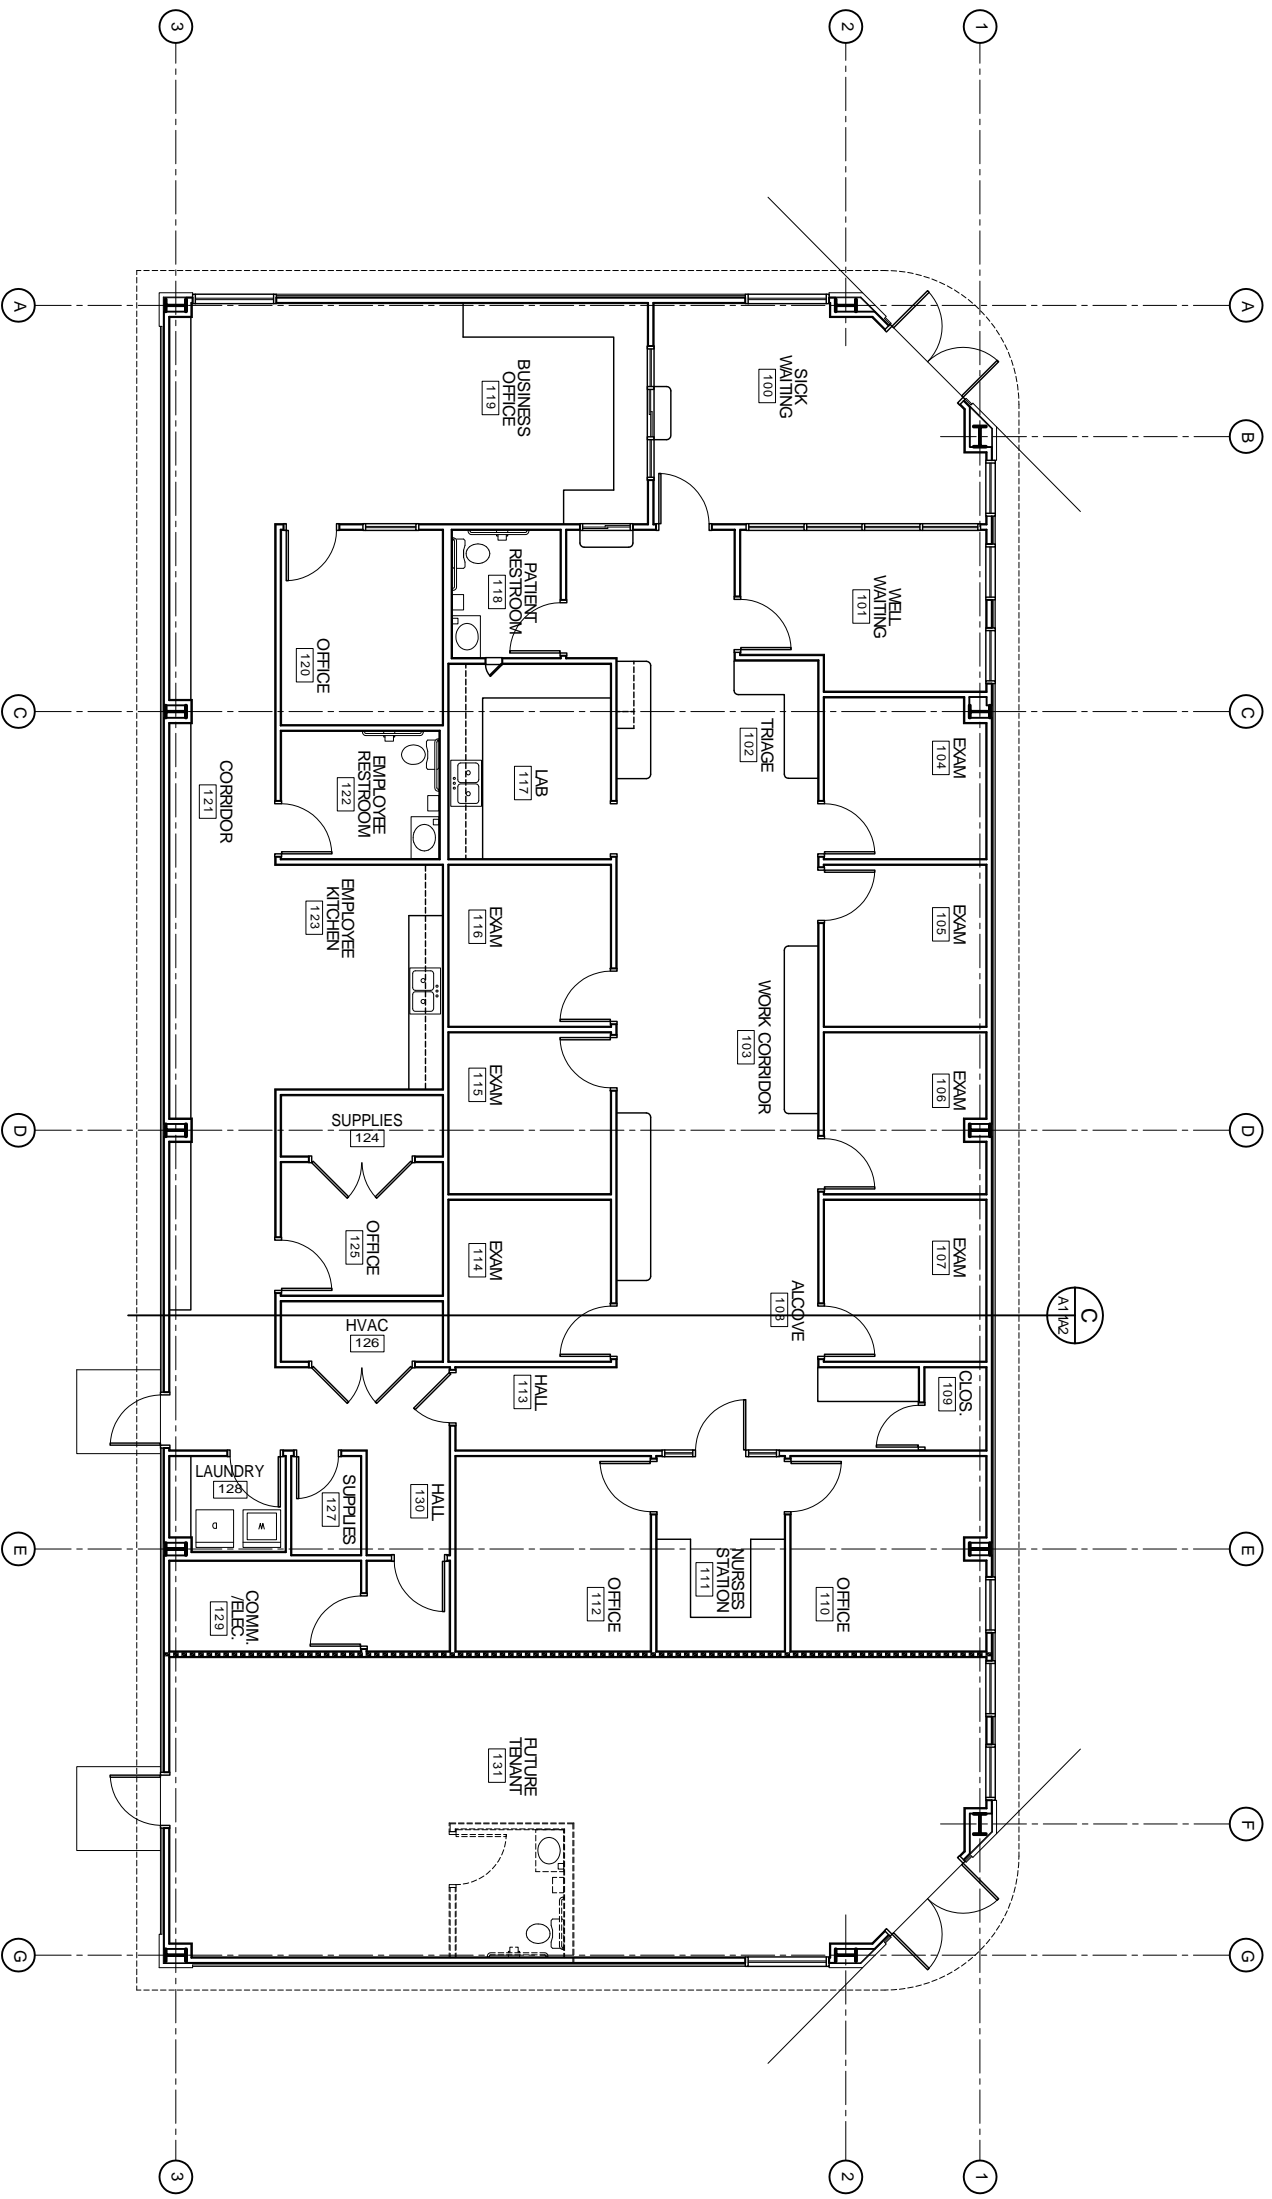 3
2
1
A
A
B
SICK
WAITING
100
BUSINESS
OFFICE
119
WELL
WAITING
101
PATIENT
RESTROOM
118
OFFICE
120
C
C
TRIAGE
102
EXAM
104
LAB
117
EMPLOYEE
RESTROOM
122
CORRIDOR
121
EXAM
105
EXAM
116
EMPLOYEE
KITCHEN
123
WORK CORRIDOR
103
EXAM
106
EXAM
115
SUPPLIES
124
D
D
EXAM
107
EXAM
114
OFFICE
125
ALCOVE
108
HVAC
126
C
CLOS.
109
HALL
113
LAUNDRY
128
D
W
SUPPLIES
127
HALL
130
E
E
NURSES
STATION
111
OFFICE
110
OFFICE
112
COMM.
/ELEC.
129
FUTURE
TENANT
131
F
G
G
3
2
1